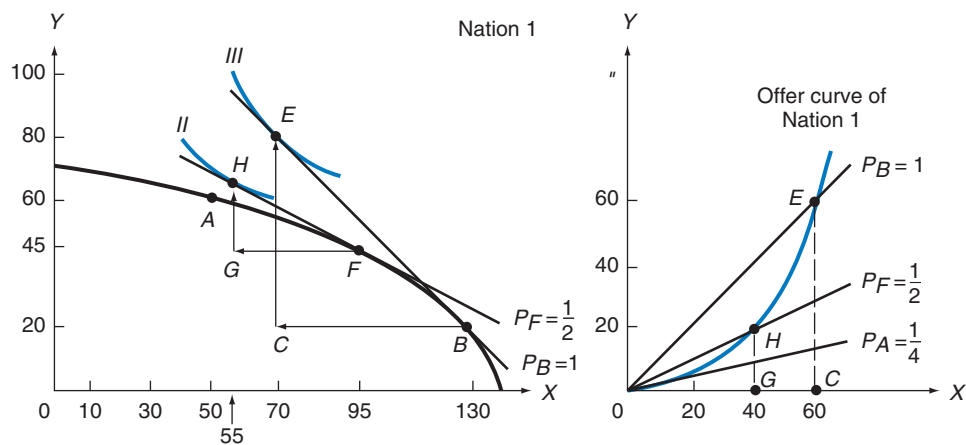 Y
Nation 1
III
100
E
80
II
H
60
A
45
G
F
P_F = 1/2
20
C
B
P_B = 1
X
0 10 30 50 70 95 130
55
Y
"
Offer curve of
Nation 1
P_B = 1
60
E
40
P_F = 1/2
20
H
P_A = 1/4
G
C
X
0 20 40 60